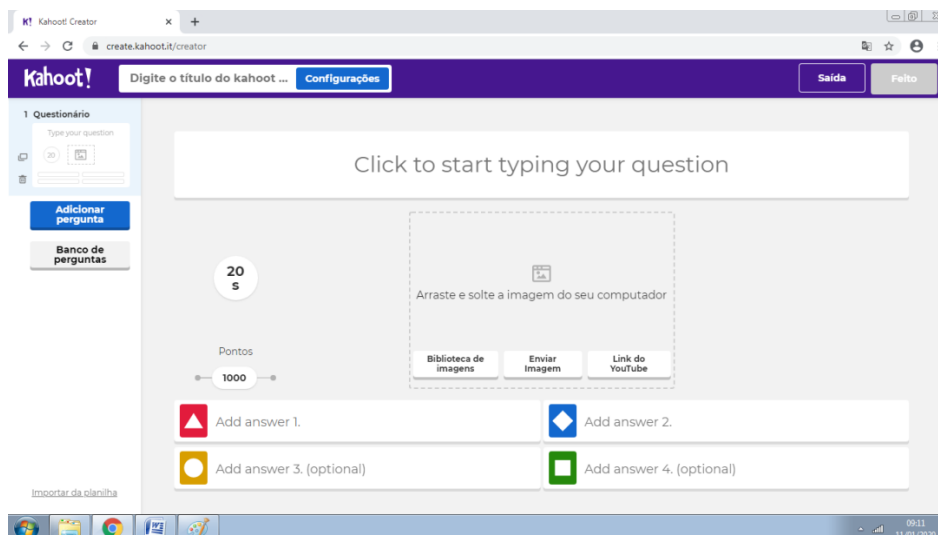 Kahoot! Creator
create.kahoot.it/creator
Kahoot!
Digite o título do kahoot ...
Configurações
Saída
Feito
1 Questionário
Type your question
20
Adicionar
pergunta
Banco de
perguntas
Importar da planilha
Click to start typing your question
20
s
Pontos
1000
Arraste e solte a imagem do seu computador
Biblioteca de
imagens
Enviar
Imagem
Link do
YouTube
Add answer 1.
Add answer 2.
Add answer 3. (optional)
Add answer 4. (optional)
09:11
11/01/2020